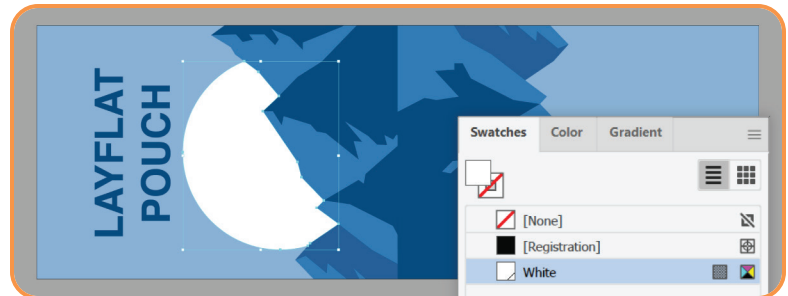 LAYFLAT
POUCH
Swatches Color Gradient
[None]
[Registration]
White